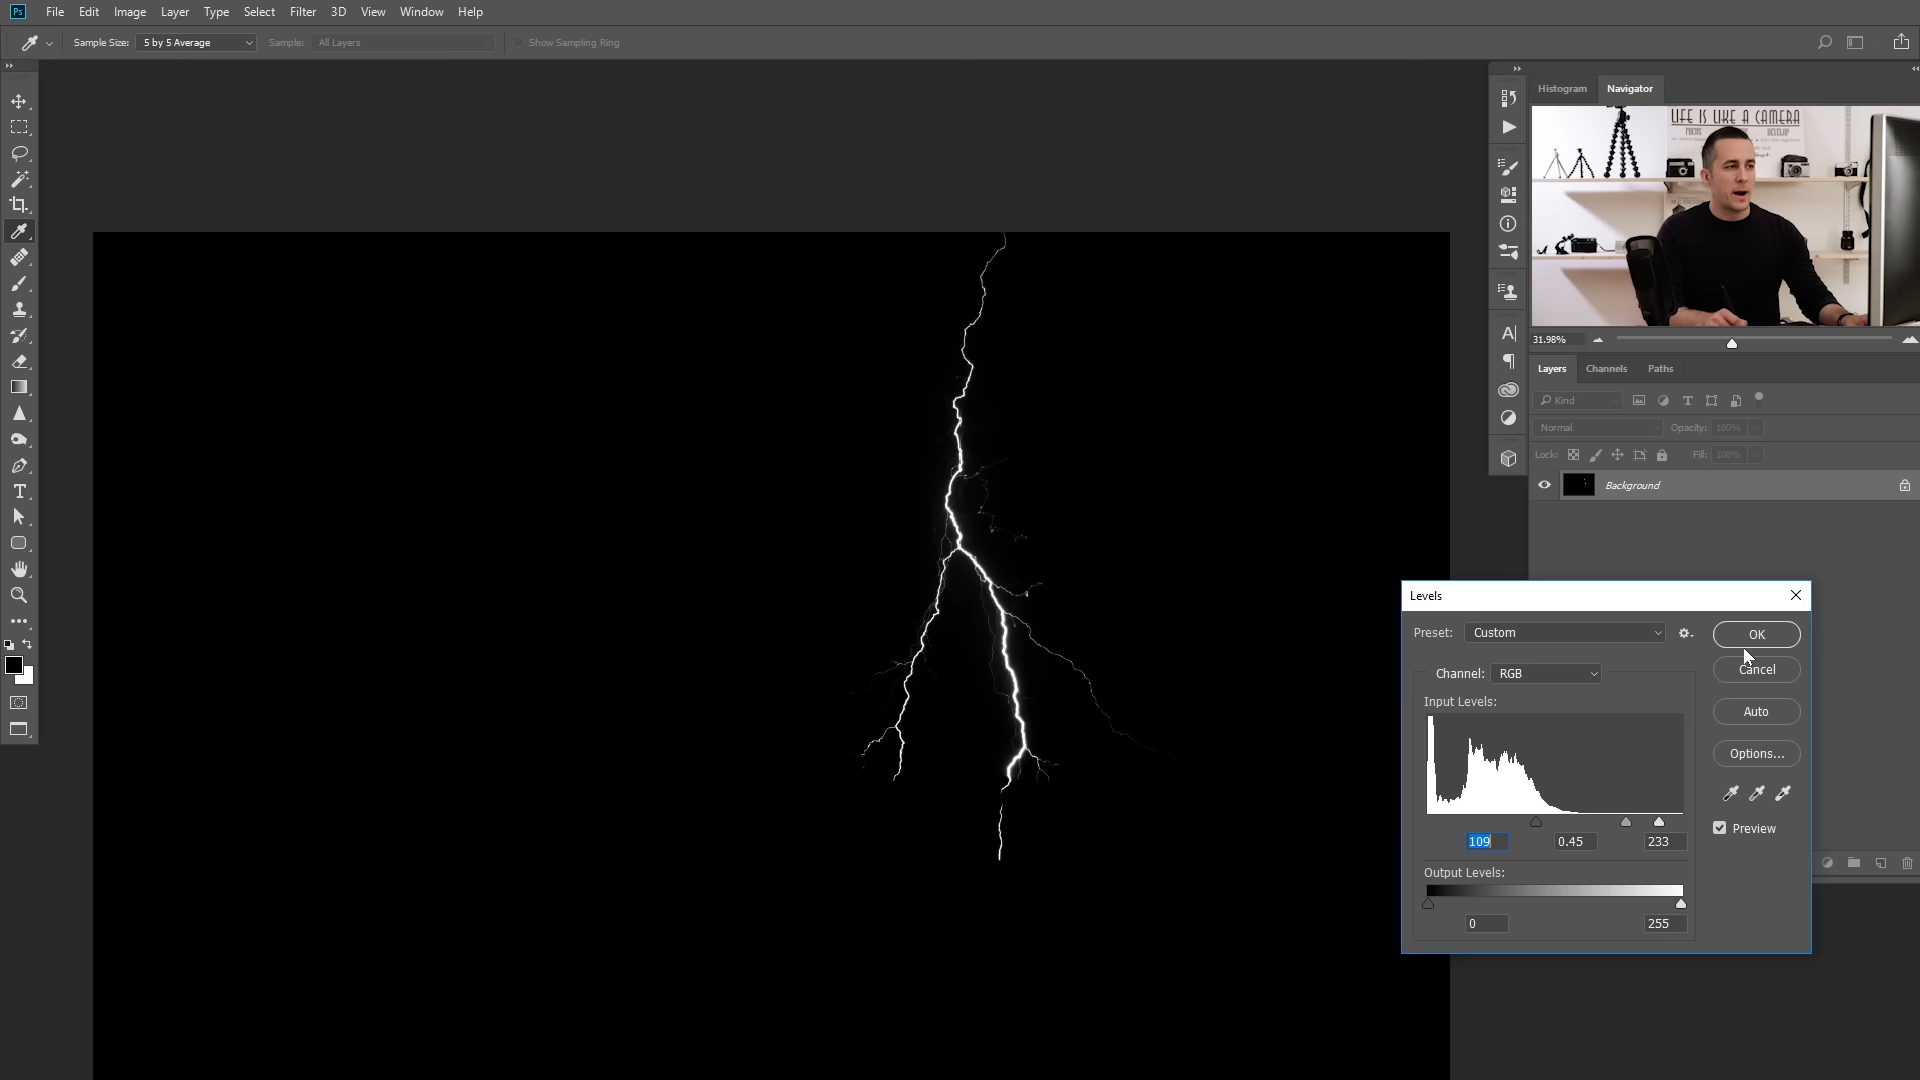 Ps File Edit Image Layer Type Select Filter 3D View Window Help
Sample Size: 5 by 5 Average Sample: All Layers Show Sampling Ring
Histogram Navigator
LIFE IS LIKE A CAMERA
FOCUS DEVELOP
31.98%
Layers Channels Paths
Kind
Normal Opacity: 100%
Lock: Fill: 100%
Background
Levels
Preset: Custom OK
Channel: RGB Cancel
Input Levels:
Auto
Options...
109 0.45 233
Preview
Output Levels:
0 255